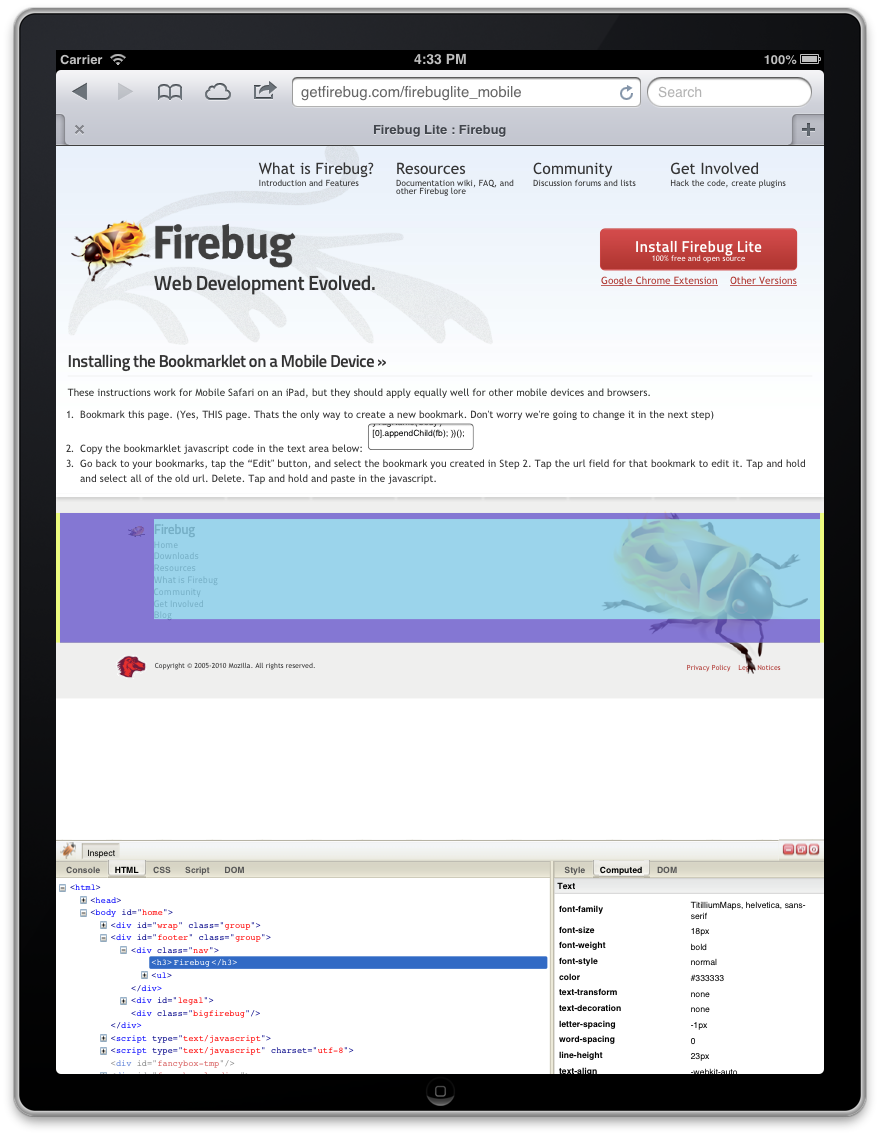 Carrier 4:33 PM 100%
getfirebug.com/firebuglite_mobile Search
Firebug Lite : Firebug
What is Firebug? Resources Community Get Involved
Introduction and Features Documentation wiki, FAQ, and Discussion forums and lists Hack the code, create plugins
other Firebug lore
Firebug
Web Development Evolved.
Install Firebug Lite
100% free and open source
Google Chrome Extension Other Versions
Installing the Bookmarklet on a Mobile Device »
These instructions work for Mobile Safari on an iPad, but they should apply equally well for other mobile devices and browsers.
1. Bookmark this page. (Yes, THIS page. Thats the only way to create a new bookmark. Don't worry we're going to change it in the next step)
[0].appendChild(fb); })();
2. Copy the bookmarklet javascript code in the text area below:
3. Go back to your bookmarks, tap the “Edit" button, and select the bookmark you created in Step 2. Tap the url field for that bookmark to edit it. Tap and hold
and select all of the old url. Delete. Tap and hold and paste in the javascript.
Firebug
Home
Downloads
Resources
What is Firebug
Community
Get Involved
Blog
Copyright © 2005-2010 Mozilla. All rights reserved. Privacy Policy Legal Notices
Inspect
Console HTML CSS Script DOM
<html>
<head>
<body id="home">
<div id="wrap" class="group">
<div id="footer" class="group">
<div class="nav">
<h3>Firebug</h3>
<ul>
</div>
<div id="legal">
<div class="bigfirebug"/>
</div>
<script type="text/javascript">
<script type="text/javascript" charset="utf-8">
<div id="fancybox-tmp"/>
Style Computed DOM
Text
font-family TitilliumMaps, helvetica, sans-
serif
font-size 18px
font-weight bold
font-style normal
color #333333
text-transform none
text-decoration none
letter-spacing -1px
word-spacing 0
line-height 23px
text-align -webkit-auto